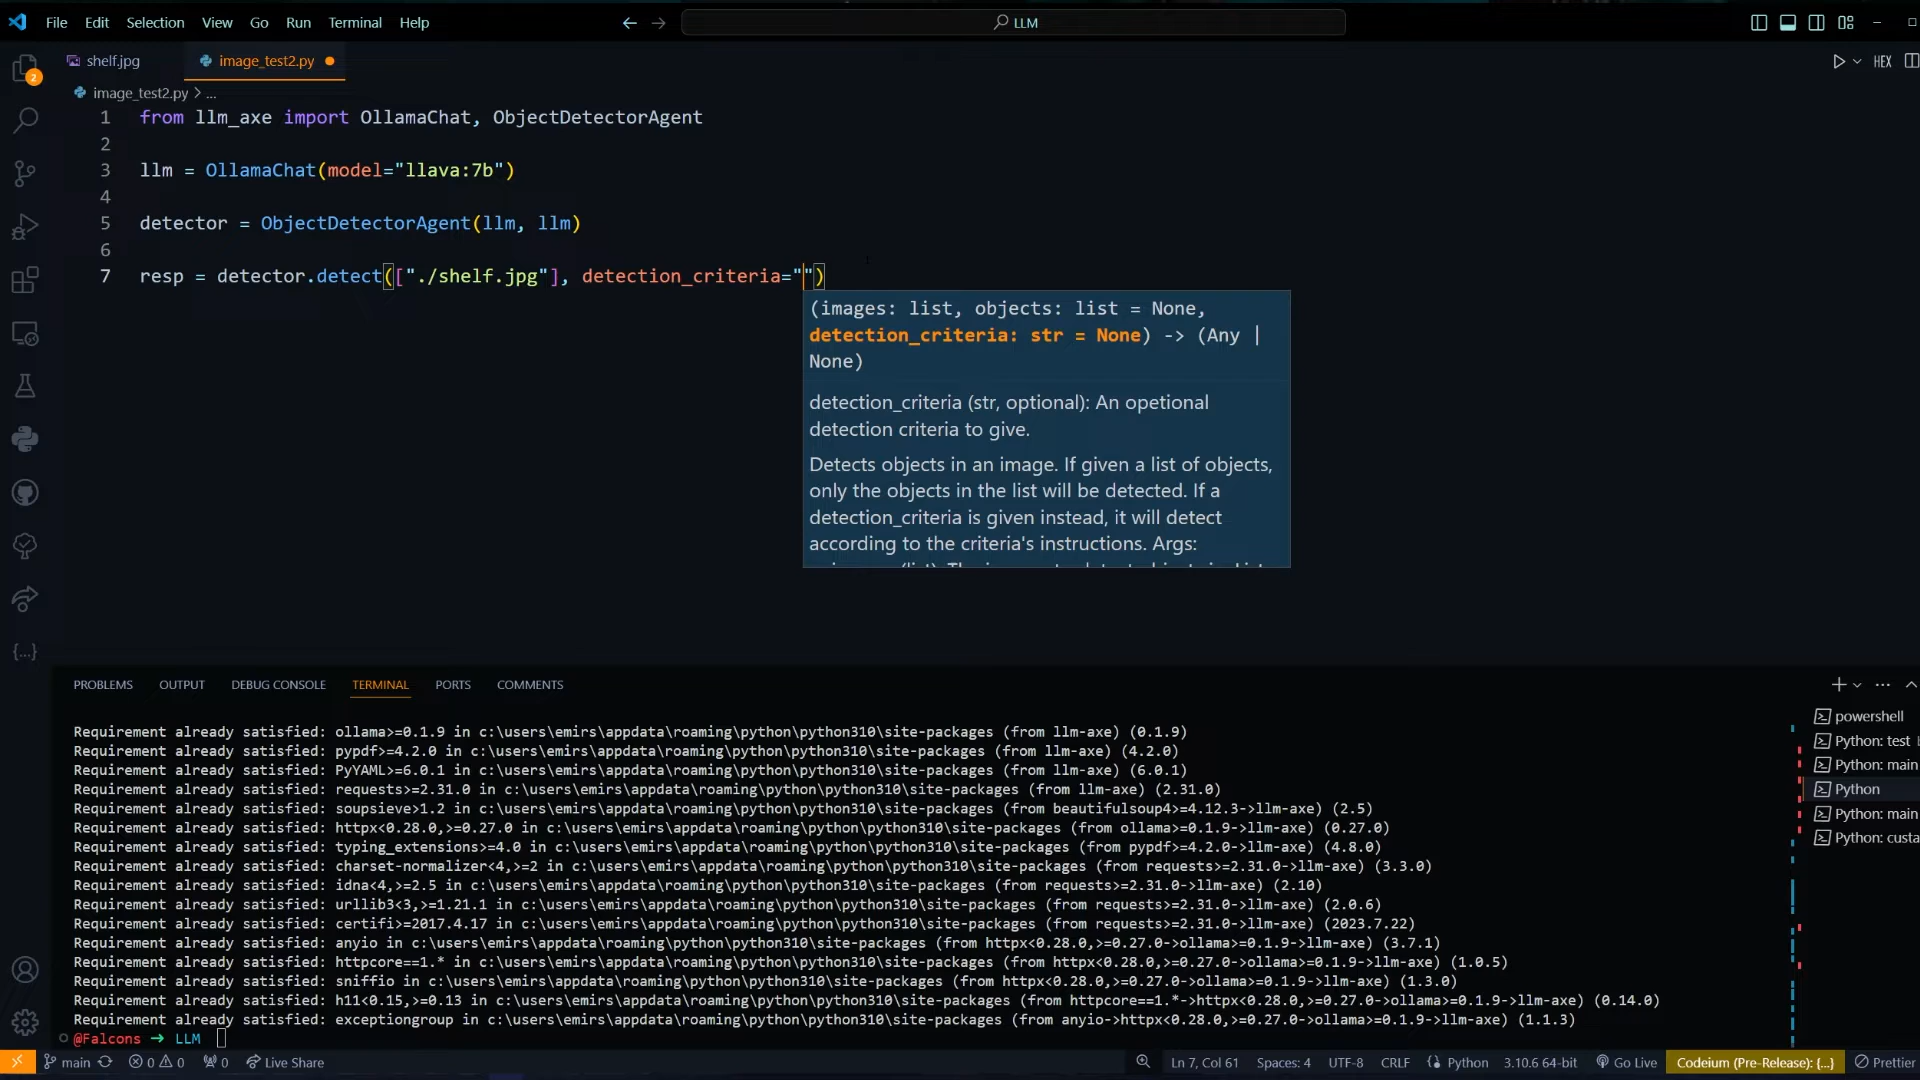 File Edit Selection View Go Run Terminal Help
LLM
shelf.jpg
image_test2.py
HEX
2
image_test2.py > ...
1 from llm_axe import OllamaChat, ObjectDetectorAgent
2
3 llm = OllamaChat(model="llava:7b")
4
5 detector = ObjectDetectorAgent(llm, llm)
6
7 resp = detector.detect(["./shelf.jpg"], detection_criteria="")
(images: list, objects: list = None,
detection_criteria: str = None) -> (Any |
None)
detection_criteria (str, optional): An opetional
detection criteria to give.
Detects objects in an image. If given a list of objects,
only the objects in the list will be detected. If a
detection_criteria is given instead, it will detect
according to the criteria's instructions. Args:
PROBLEMS OUTPUT DEBUG CONSOLE TERMINAL PORTS COMMENTS
Requirement already satisfied: ollama>=0.1.9 in c:\users\emirs\appdata\roaming\python\python310\site-packages (from llm-axe) (0.1.9)
Requirement already satisfied: pypdf>=4.2.0 in c:\users\emirs\appdata\roaming\python\python310\site-packages (from llm-axe) (4.2.0)
Requirement already satisfied: PyYAML>=6.0.1 in c:\users\emirs\appdata\roaming\python\python310\site-packages (from llm-axe) (6.0.1)
Requirement already satisfied: requests>=2.31.0 in c:\users\emirs\appdata\roaming\python\python310\site-packages (from llm-axe) (2.31.0)
Requirement already satisfied: soupsieve>1.2 in c:\users\emirs\appdata\roaming\python\python310\site-packages (from beautifulsoup4>=4.12.3->llm-axe) (2.5)
Requirement already satisfied: httpx<0.28.0,>=0.27.0 in c:\users\emirs\appdata\roaming\python\python310\site-packages (from ollama>=0.1.9->llm-axe) (0.27.0)
Requirement already satisfied: typing_extensions>=4.0 in c:\users\emirs\appdata\roaming\python\python310\site-packages (from pypdf>=4.2.0->llm-axe) (4.8.0)
Requirement already satisfied: charset-normalizer<4,>=2 in c:\users\emirs\appdata\roaming\python\python310\site-packages (from requests>=2.31.0->llm-axe) (3.3.0)
Requirement already satisfied: idna<4,>=2.5 in c:\users\emirs\appdata\roaming\python\python310\site-packages (from requests>=2.31.0->llm-axe) (2.10)
Requirement already satisfied: urllib3<3,>=1.21.1 in c:\users\emirs\appdata\roaming\python\python310\site-packages (from requests>=2.31.0->llm-axe) (2.0.6)
Requirement already satisfied: certifi>=2017.4.17 in c:\users\emirs\appdata\roaming\python\python310\site-packages (from requests>=2.31.0->llm-axe) (2023.7.22)
Requirement already satisfied: anyio in c:\users\emirs\appdata\roaming\python\python310\site-packages (from httpx<0.28.0,>=0.27.0->ollama>=0.1.9->llm-axe) (3.7.1)
Requirement already satisfied: httpcore==1.* in c:\users\emirs\appdata\roaming\python\python310\site-packages (from httpx<0.28.0,>=0.27.0->ollama>=0.1.9->llm-axe) (1.0.5)
Requirement already satisfied: sniffio in c:\users\emirs\appdata\roaming\python\python310\site-packages (from httpx<0.28.0,>=0.27.0->ollama>=0.1.9->llm-axe) (1.3.0)
Requirement already satisfied: h11<0.15,>=0.13 in c:\users\emirs\appdata\roaming\python\python310\site-packages (from httpcore==1.*->httpx<0.28.0,>=0.27.0->ollama>=0.1.9->llm-axe) (0.14.0)
Requirement already satisfied: exceptiongroup in c:\users\emirs\appdata\roaming\python\python310\site-packages (from anyio->httpx<0.28.0,>=0.27.0->ollama>=0.1.9->llm-axe) (1.1.3)
@Falcons → LLM
powershell
Python: test
Python: main
Python
Python: main
Python: custa
main 0 0 0 Live Share
Ln 7, Col 61 Spaces: 4 UTF-8 CRLF Python 3.10.6 64-bit Go Live Codeium (Pre-Release): {...} Prettier